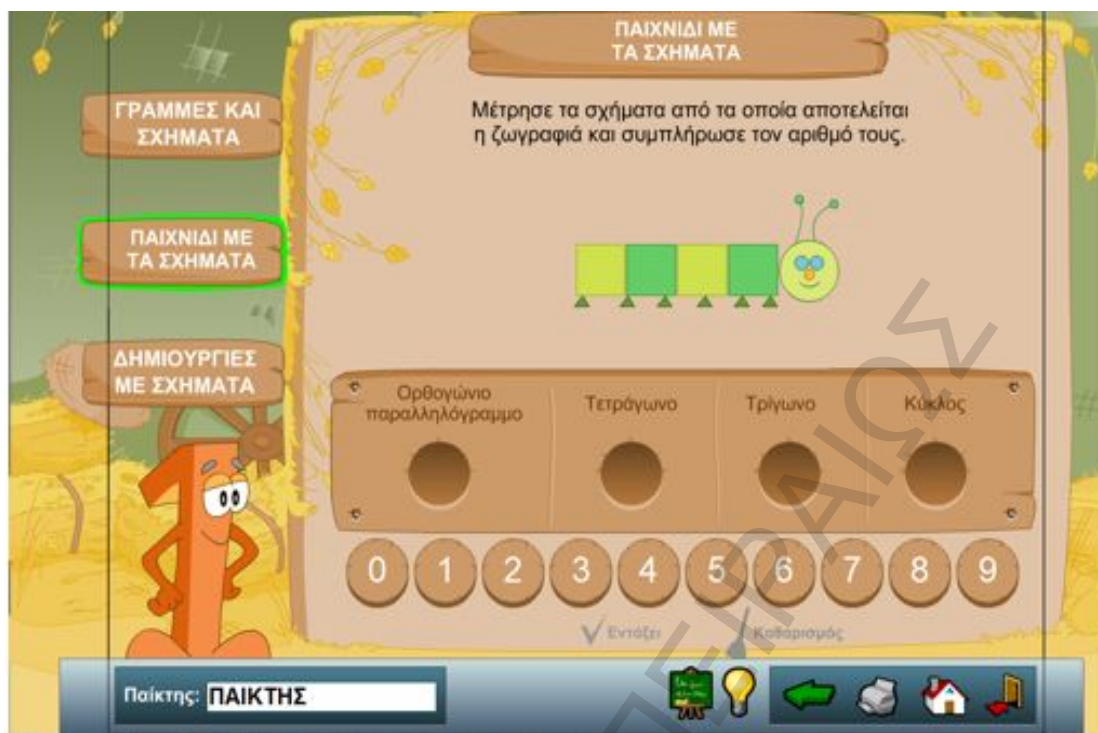 ΠΑΙΧΝΙΔΙ ΜΕ
ΤΑ ΣΧΗΜΑΤΑ
ΓΡΑΜΜΕΣ ΚΑΙ
ΣΧΗΜΑΤΑ
ΠΑΙΧΝΙΔΙ ΜΕ
ΤΑ ΣΧΗΜΑΤΑ
ΔΗΜΙΟΥΡΓΙΕΣ
ΜΕ ΣΧΗΜΑΤΑ
Μέτρησε τα σχήματα από τα οποία αποτελείται
η ζωγραφιά και συμπλήρωσε τον αριθμό τους.
Ορθογώνιο
παραλληλόγραμμο
Τετράγωνο
Τρίγωνο
Κύκλος
0 1 2 3 4 5 6 7 8 9
Εντάξει
Καθαρισμός
Παίκτης: ΠΑΙΚΤΗΣ
ΠΕΙΡΑΙΩΣ